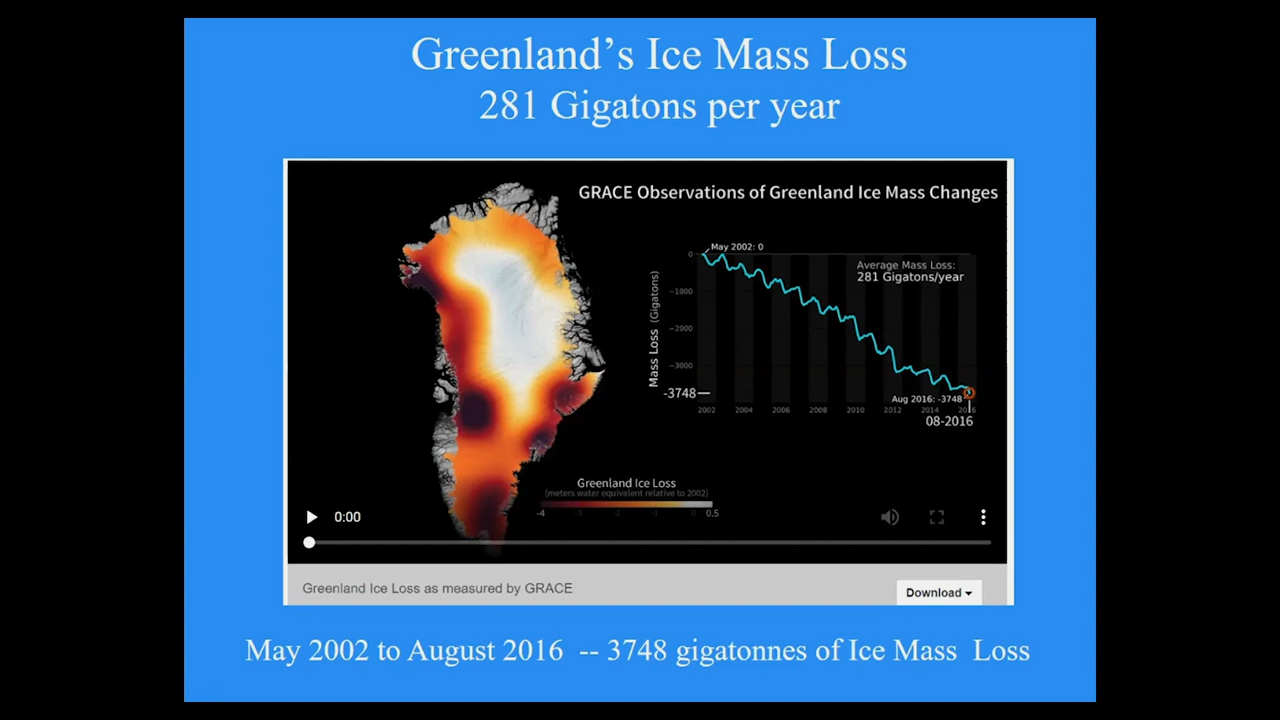 Greenland’s Ice Mass Loss
281 Gigatons per year
GRACE Observations of Greenland Ice Mass Changes
May 2002: 0
Average Mass Loss:
281 Gigatons/year
Mass Loss (Gigatons)
0
-1000
-2000
-3000
-3748
Aug 2016: -3748
2002 2004 2006 2008 2010 2012 2014 2016
08-2016
Greenland Ice Loss
(meters water equivalent relative to 2002)
-4 -3 -2 -1 0 0.5
0:00
Greenland Ice Loss as measured by GRACE
Download
May 2002 to August 2016 -- 3748 gigatonnes of Ice Mass Loss